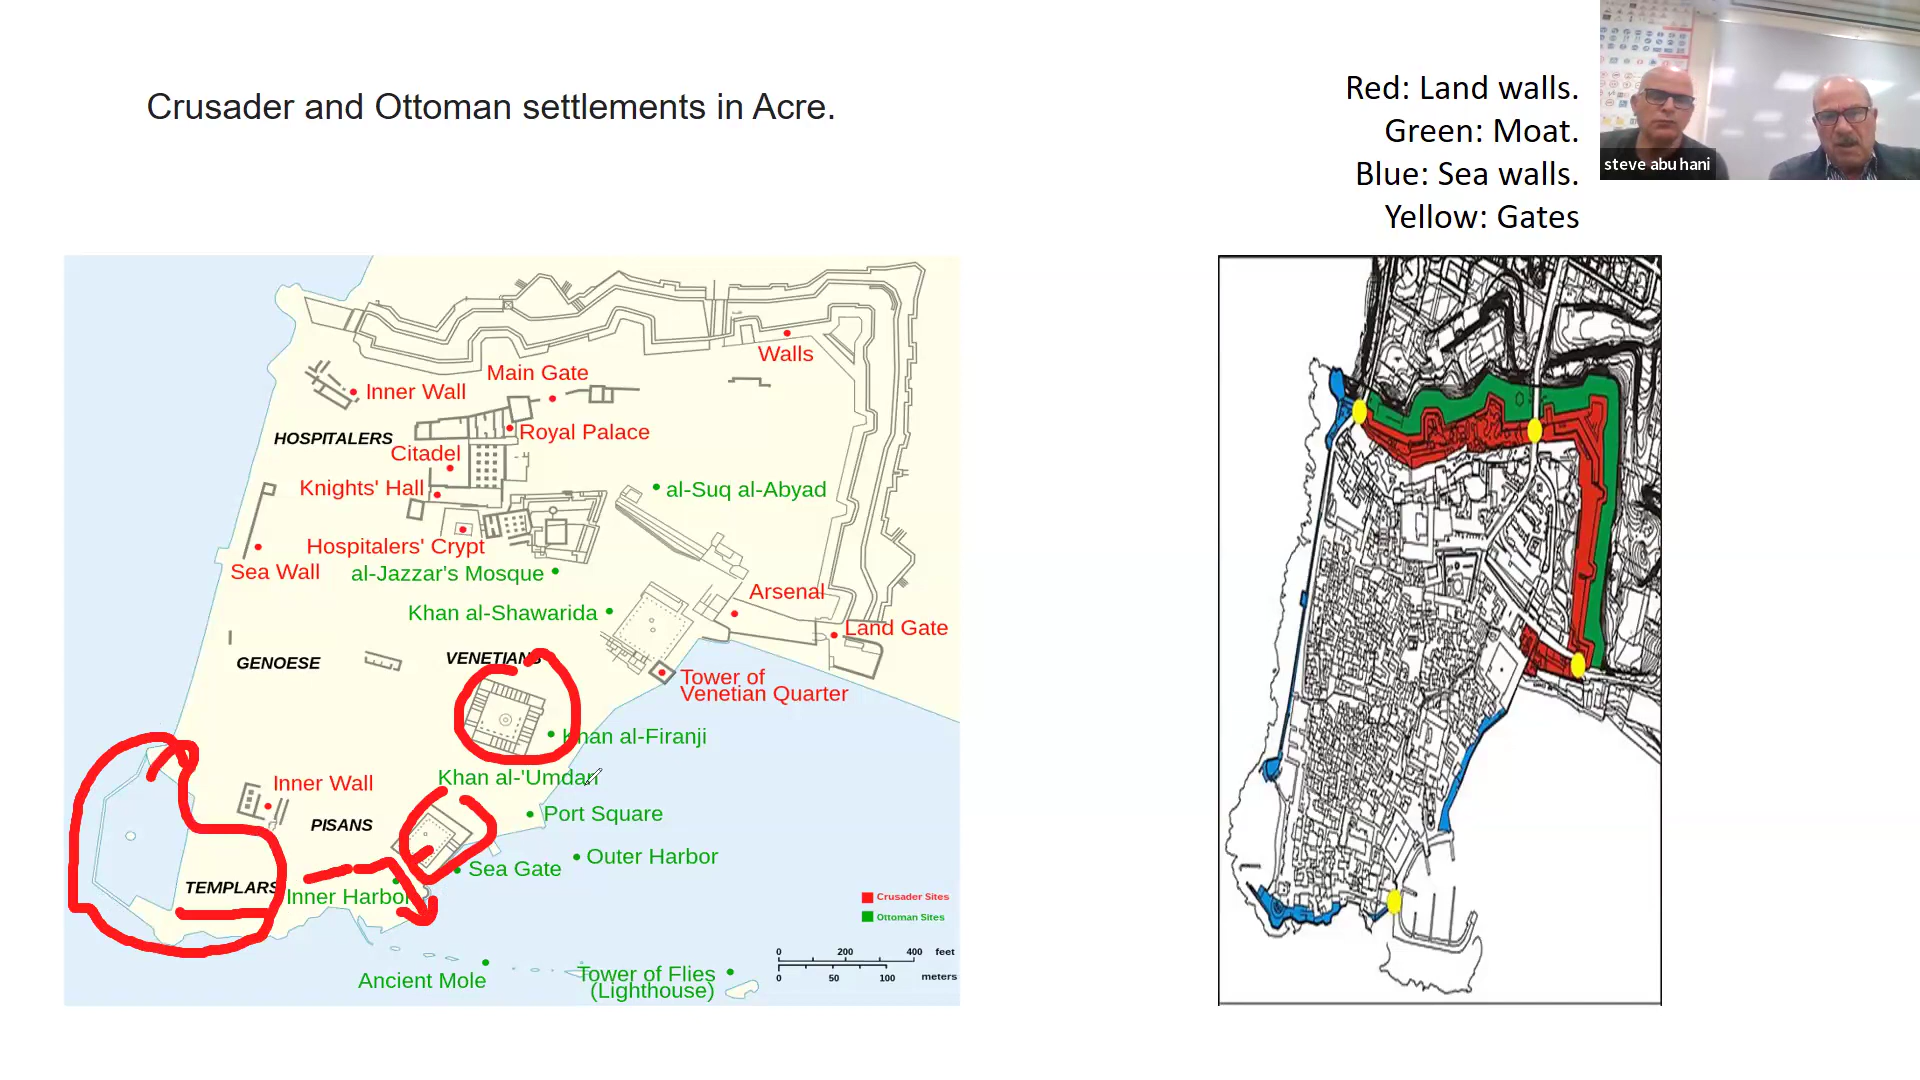 Crusader and Ottoman settlements in Acre.
Red: Land walls.
Green: Moat.
Blue: Sea walls.
Yellow: Gates
steve abu hani
Walls
Main Gate
Inner Wall
Royal Palace
HOSPITALERS
Citadel
Knights' Hall
al-Suq al-Abyad
Hospitalers' Crypt
Sea Wall
al-Jazzar's Mosque
Arsenal
Khan al-Shawarida
Land Gate
GENOESE
VENETIANS
Tower of
Venetian Quarter
Khan al-Firanji
Khan al-'Umdan
Inner Wall
Port Square
PISANS
Outer Harbor
Sea Gate
TEMPLARS
Inner Harbor
Crusader Sites
Ottoman Sites
0 200 400 feet
0 50 100 meters
Ancient Mole
Tower of Flies
(Lighthouse)